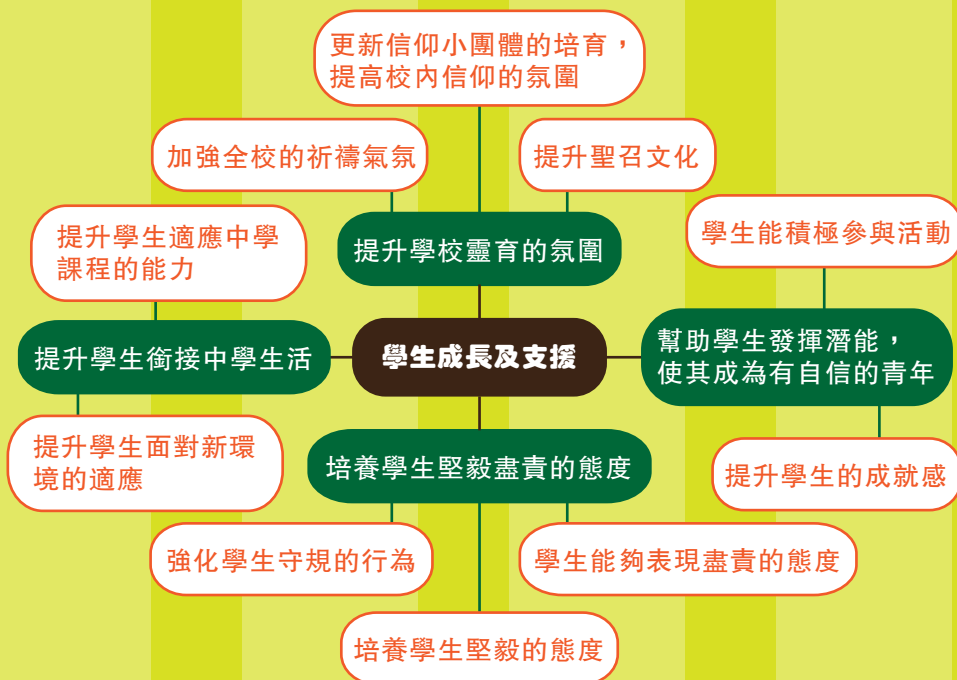 更新信仰小團體的培育，
提高校內信仰的氛圍
加強全校的祈禱氣氛
提升聖召文化
提升學生適應中學
課程的能力
提升學校靈育的氛圍
學生能積極參與活動
提升學生銜接中學生活
學生成長及支援
幫助學生發揮潛能，
使其成為有自信的青年
提升學生面對新環
境的適應
培養學生堅毅盡責的態度
提升學生的成就感
強化學生守規的行為
學生能夠表現盡責的態度
培養學生堅毅的態度